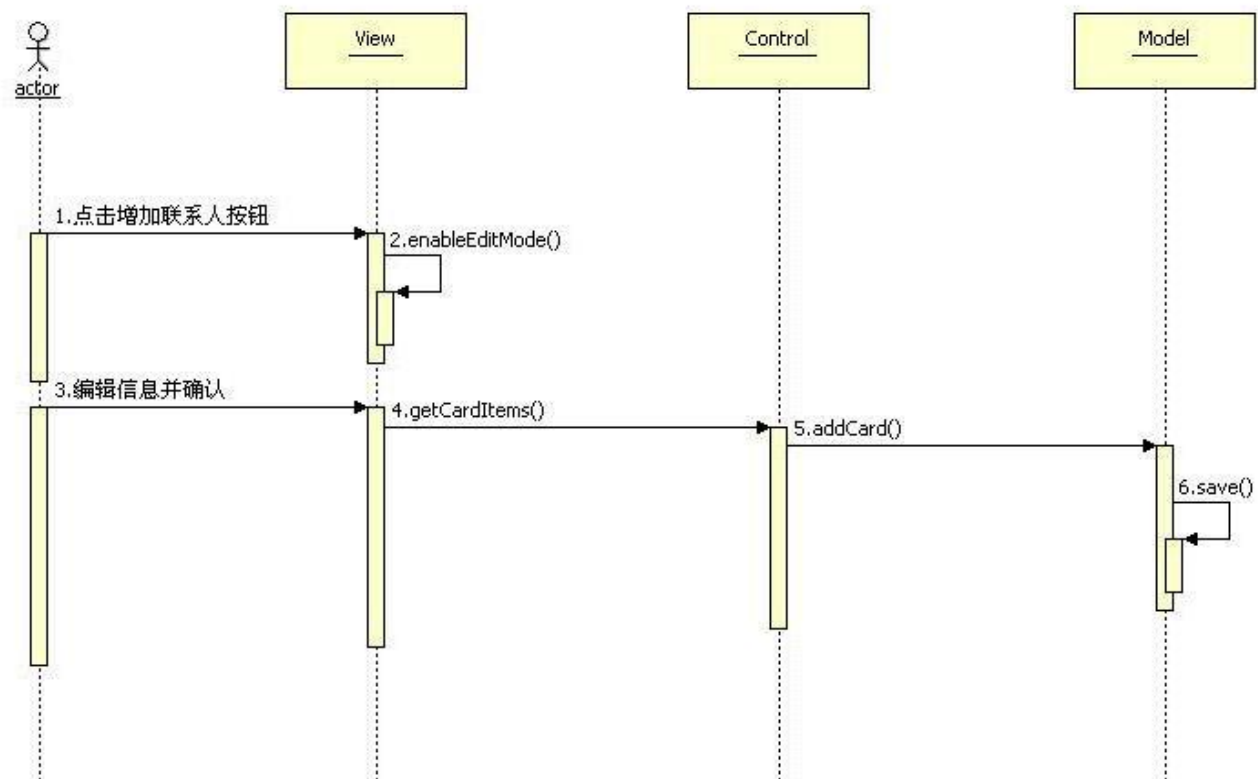 actor
View
Control
Model
1.点击增加联系人按钮
2.enableEditMode()
3.编辑信息并确认
4.getCardItems()
5.addCard()
6.save()